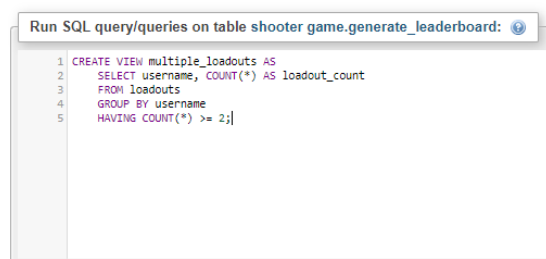 Run SQL query/queries on table shooter game.generate_leaderboard:
1 CREATE VIEW multiple_loadouts AS
2 SELECT username, COUNT(*) AS loadout_count
3 FROM loadouts
4 GROUP BY username
5 HAVING COUNT(*) >= 2;